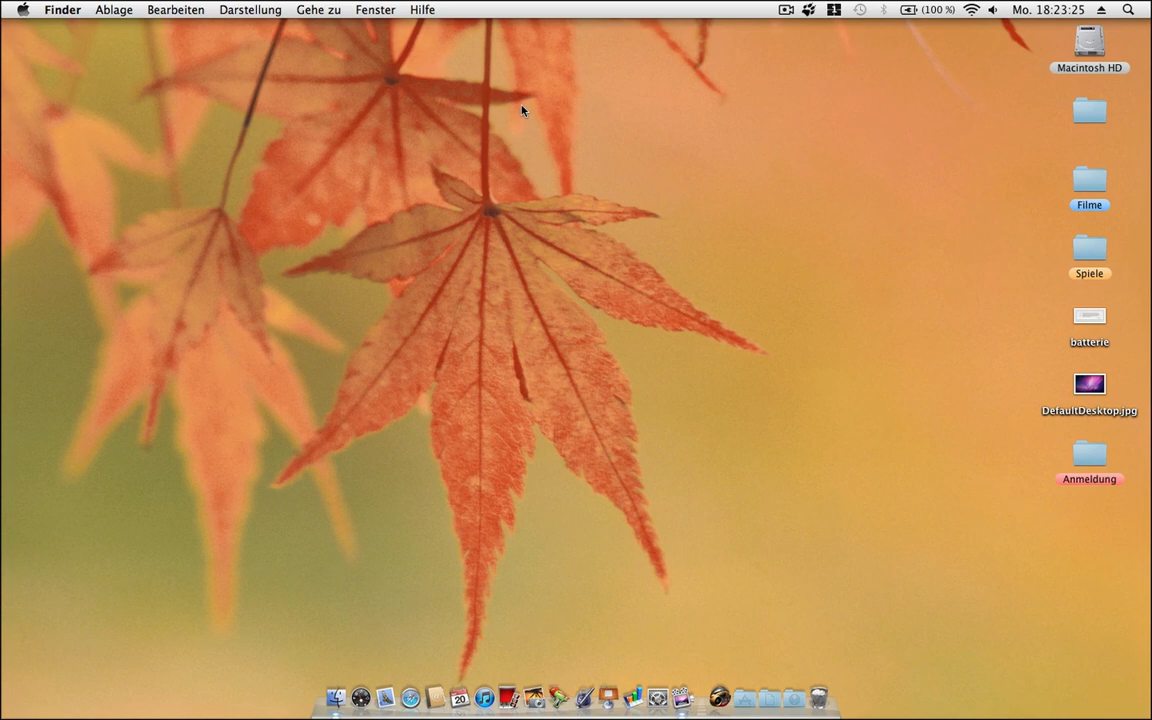 Finder Ablage Bearbeiten Darstellung Gehe zu Fenster Hilfe (100 %) Mo. 18:23:25
Macintosh HD
Filme
Spiele
batterie
DefaultDesktop.jpg
Anmeldung
20